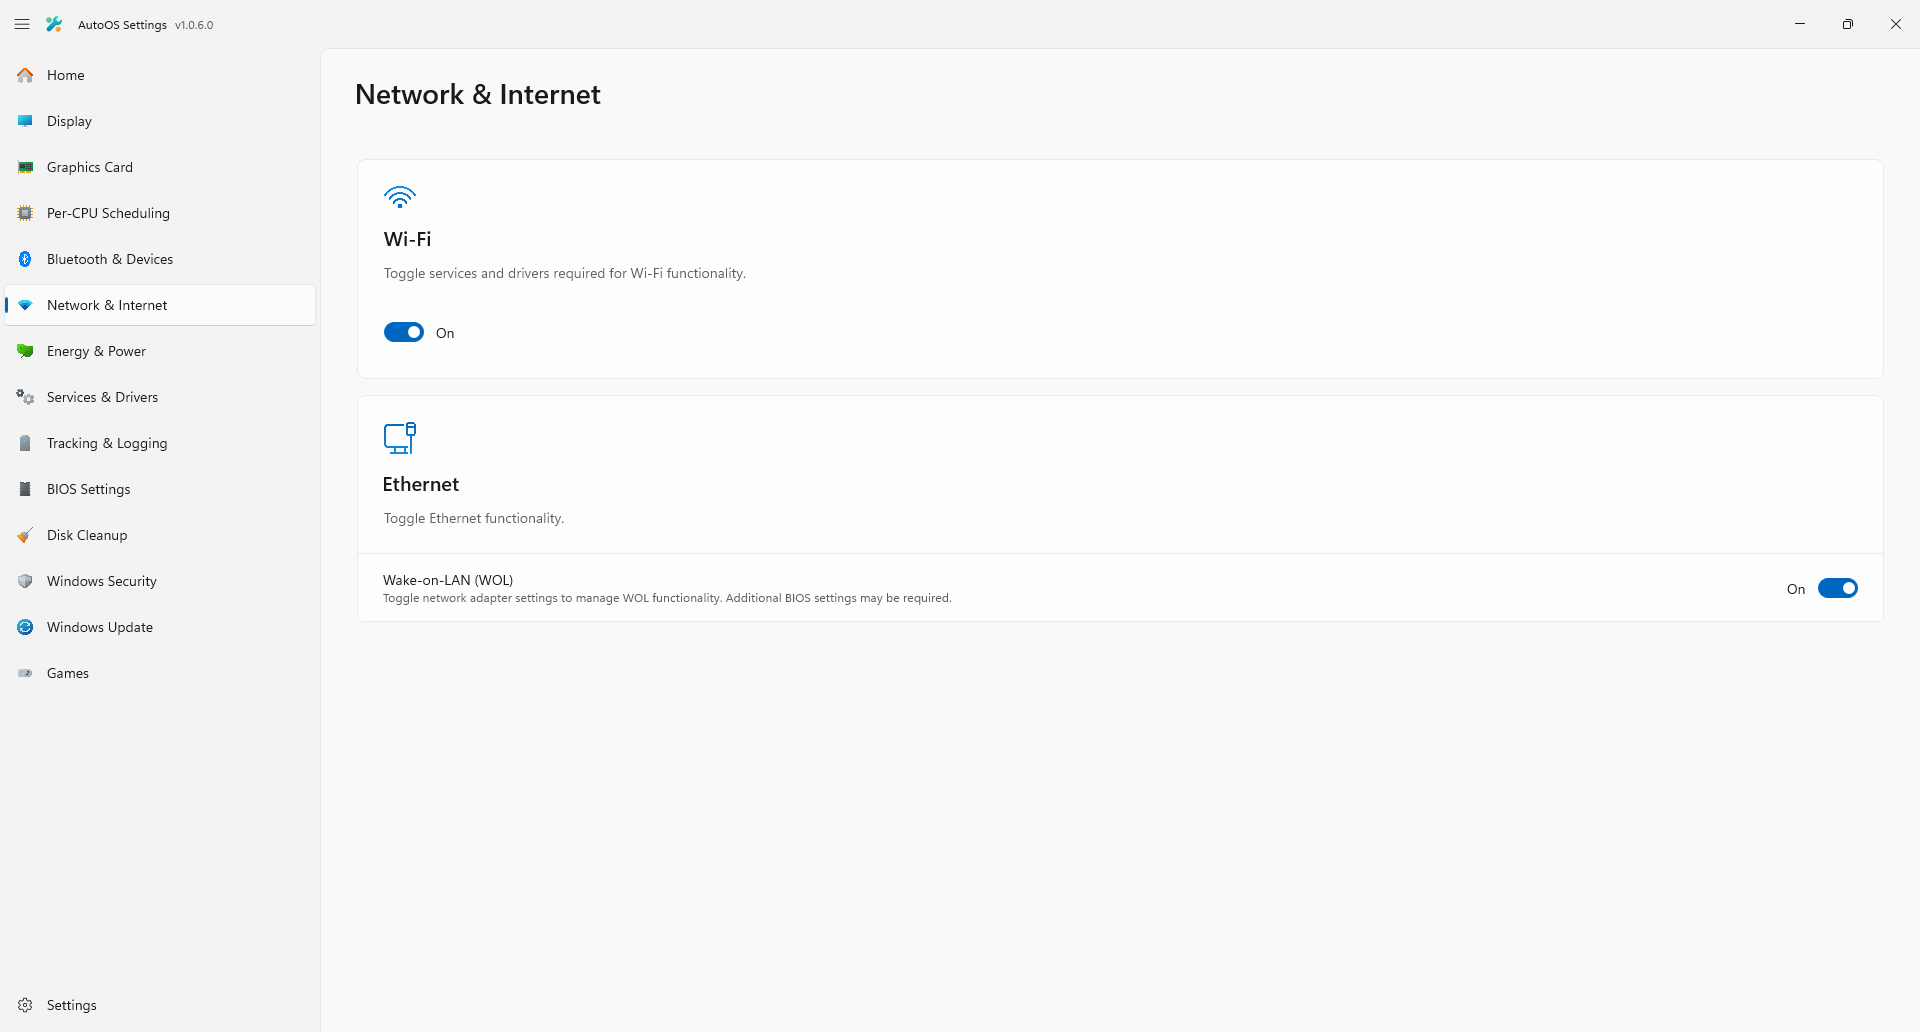 AutoOS Settings v1.0.6.0
Home
Display
Graphics Card
Per-CPU Scheduling
Bluetooth & Devices
Network & Internet
Energy & Power
Services & Drivers
Tracking & Logging
BIOS Settings
Disk Cleanup
Windows Security
Windows Update
Games
Settings
Network & Internet
Wi-Fi
Toggle services and drivers required for Wi-Fi functionality.
On
Ethernet
Toggle Ethernet functionality.
Wake-on-LAN (WOL)
Toggle network adapter settings to manage WOL functionality. Additional BIOS settings may be required.
On